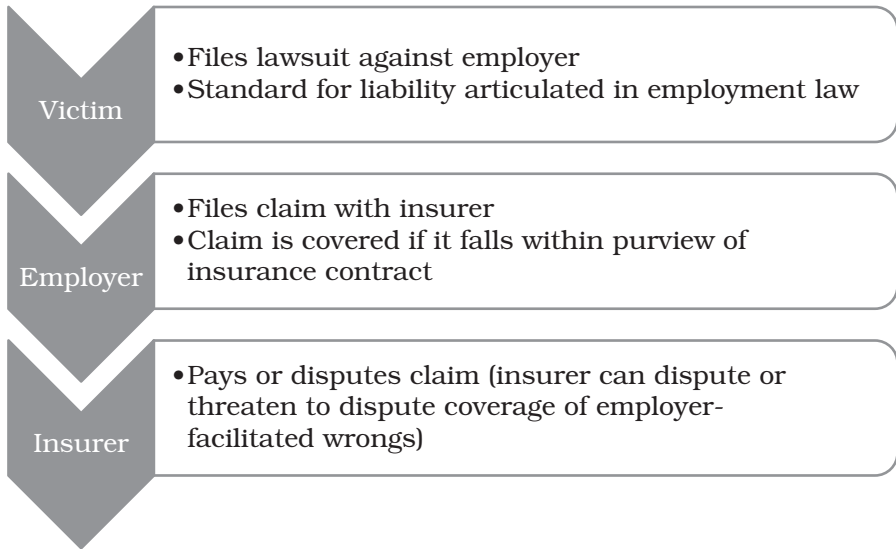 Victim
•Files lawsuit against employer
•Standard for liability articulated in employment law
Employer
•Files claim with insurer
•Claim is covered if it falls within purview of
insurance contract
Insurer
•Pays or disputes claim (insurer can dispute or
threaten to dispute coverage of employer-
facilitated wrongs)